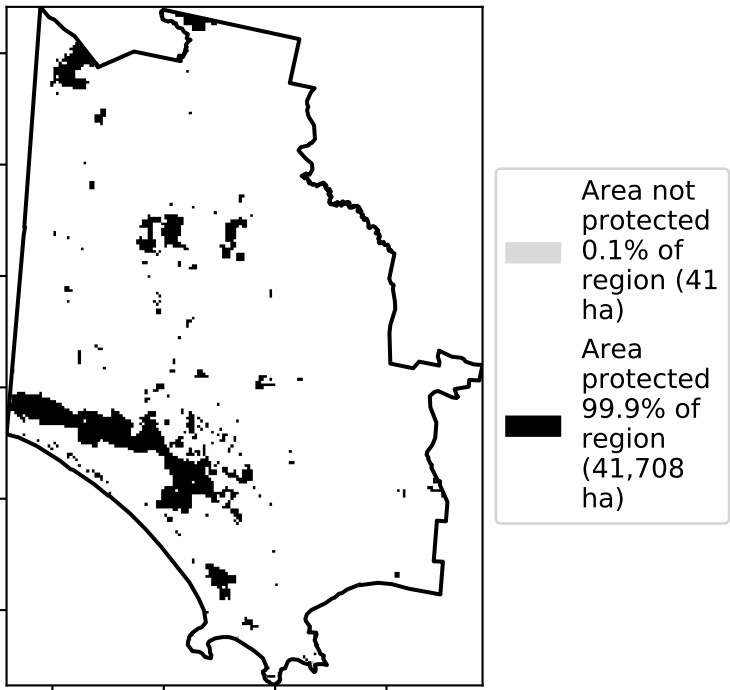 Area not
protected
0.1% of
region (41
ha)
Area
protected
99.9% of
region
(41,708
ha)